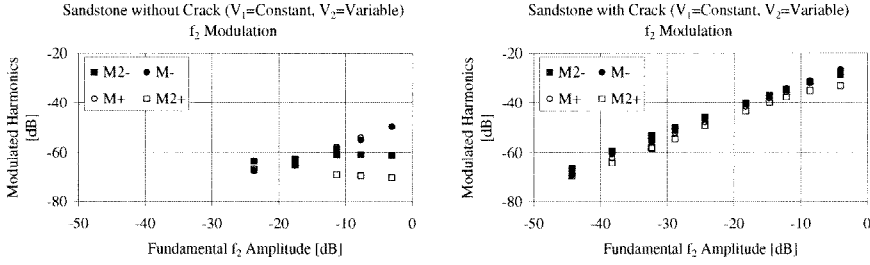 Sandstone without Crack (V1=Constant, V2=Variable)
f2 Modulation
-20
-40
-60
-80
M2-
M-
M+
M2+
Modulated Harmonics
[dB]
-50
-40
-30
-20
-10
0
Fundamental f2 Amplitude [dB]
Sandstone with Crack (V1=Constant, V2=Variable)
f2 Modulation
-20
-40
-60
-80
M2-
M-
M+
M2+
Modulated Harmonics
[dB]
-50
-40
-30
-20
-10
0
Fundamental f2 Amplitude [dB]